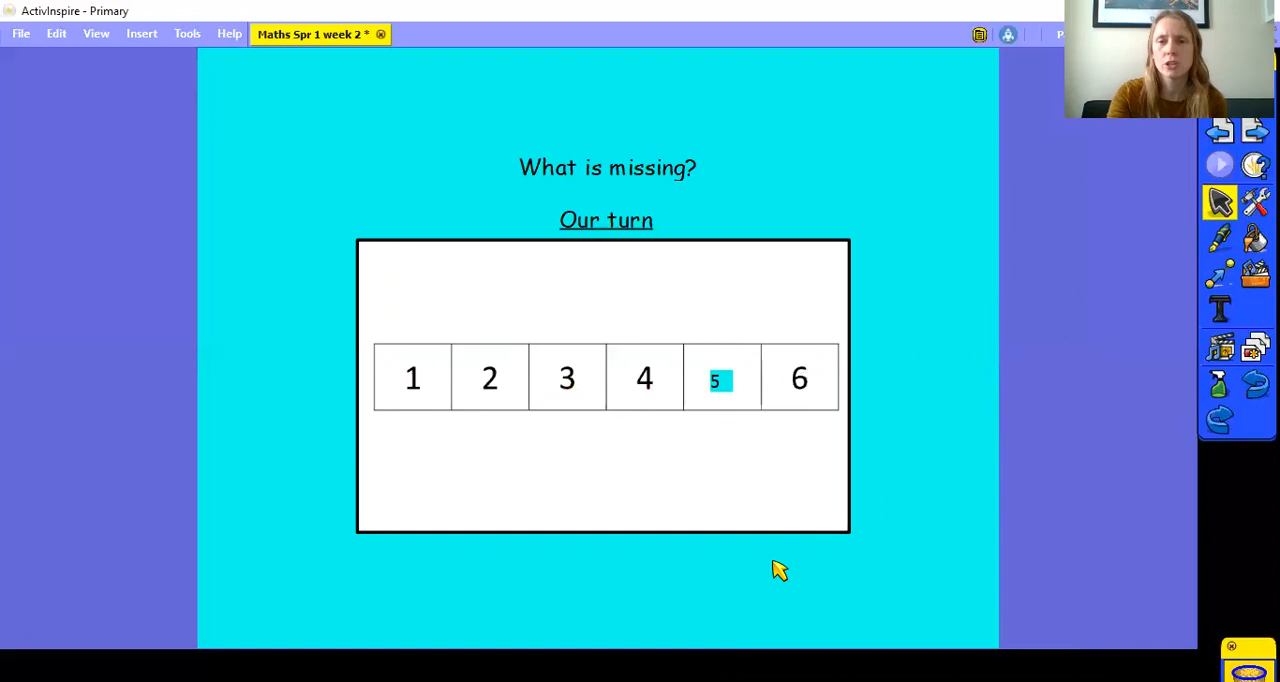 ActivInspire - Primary
File Edit View Insert Tools Help Maths Spr 1 week 2 *
What is missing?
Our turn
1 2 3 4 5 6